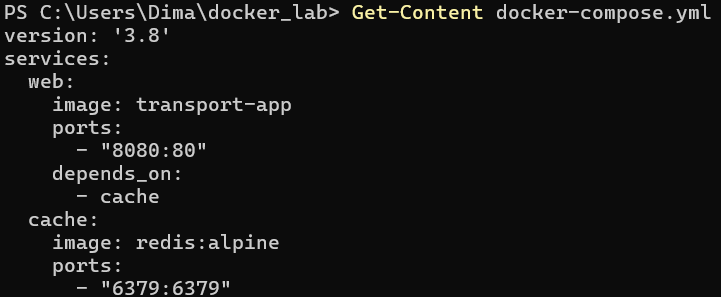 PS C:\Users\Dima\docker_lab> Get-Content docker-compose.yml
version: '3.8'
services:
  web:
    image: transport-app
    ports:
      - "8080:80"
    depends_on:
      - cache
  cache:
    image: redis:alpine
    ports:
      - "6379:6379"